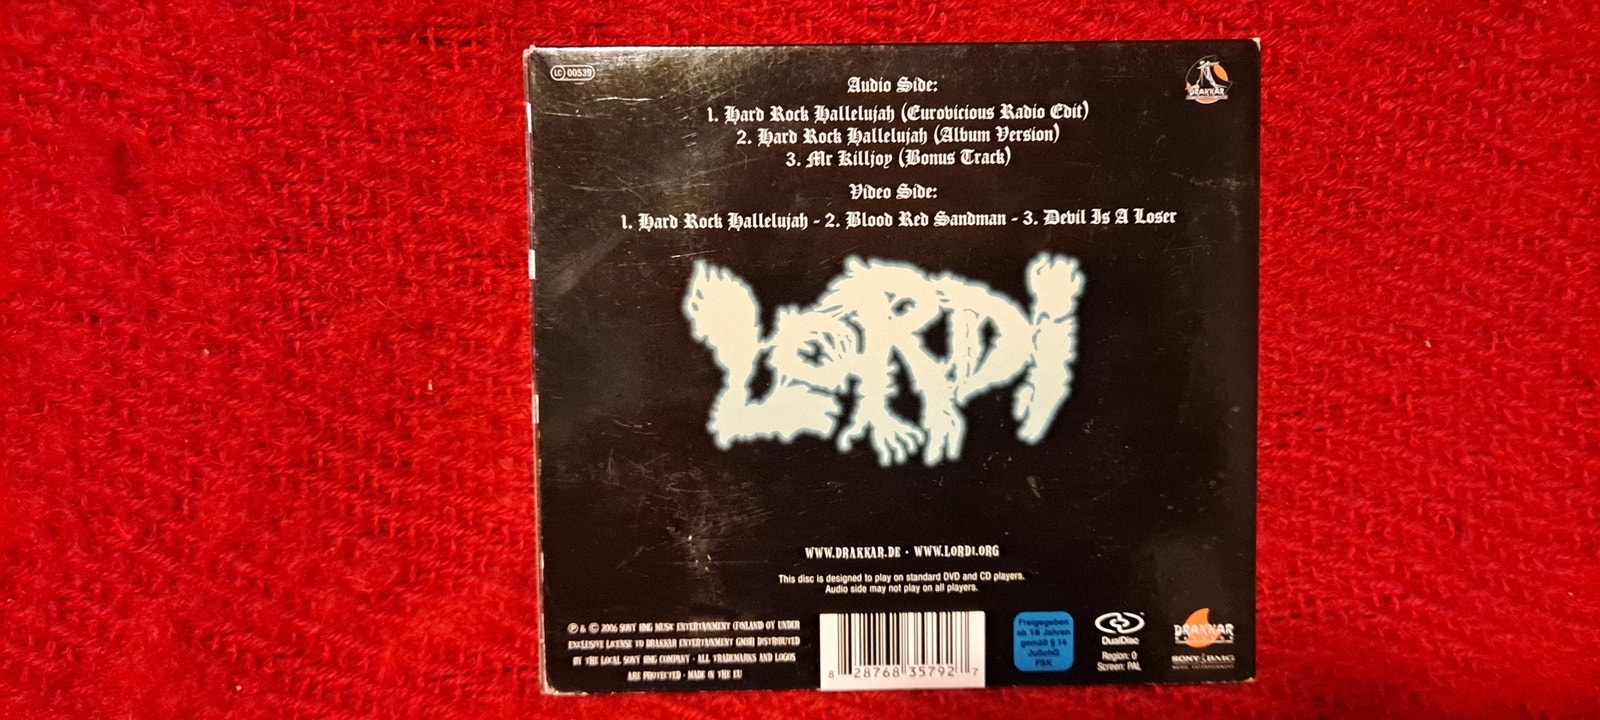 LC 00539
Audio Side:
DRAKKAR
1. Hard Rock Hallelujah (Eurovicious Radio Edit)
2. Hard Rock Hallelujah (Album Version)
3. Mr Killjoy (Bonus Track)
Video Side:
1. Hard Rock Hallelujah - 2. Blood Red Sandman - 3. Devil Is A Loser
LORDI
WWW.DRAKKAR.DE · WWW.LORDI.ORG
This disc is designed to play on standard DVD and CD players.
Audio side may not play on all players.
℗ & © 2006 SONY BMG MUSIC ENTERTAINMENT (FINLAND OY UNDER
EXCLUSIVE LICENSE TO DRAKKAR ENTERTAINMENT GMBH DISTRIBUTED
BY THE LOCAL SONY BMG COMPANY · ALL TRADEMARKS AND LOGOS
ARE PROTECTED · MADE IN THE EU
8 28768 35792 7
Freigegeben
ab 16 Jahren
gemäß § 14
JuSchG
FSK
DualDisc
Region: 0
Screen: PAL
DRAKKAR
SONY BMG
MUSIC ENTERTAINMENT